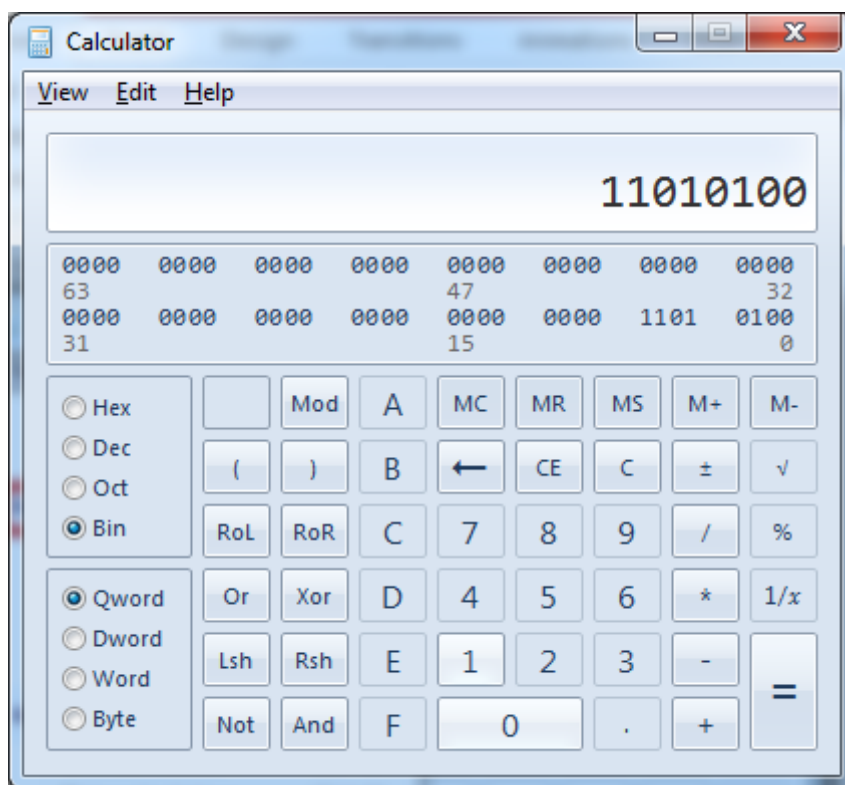 Calculator
View Edit Help
11010100
0000 0000 0000 0000 0000 0000 0000 0000
63 47 32
0000 0000 0000 0000 0000 0000 1101 0100
31 15 0
Hex Mod A MC MR MS M+ M-
Dec
( ) B ← CE C ± √
Oct
Bin RoL RoR C 7 8 9 / %
Qword Or Xor D 4 5 6 * 1/x
Dword
Lsh Rsh E 1 2 3 - =
Word
Byte Not And F 0 . +